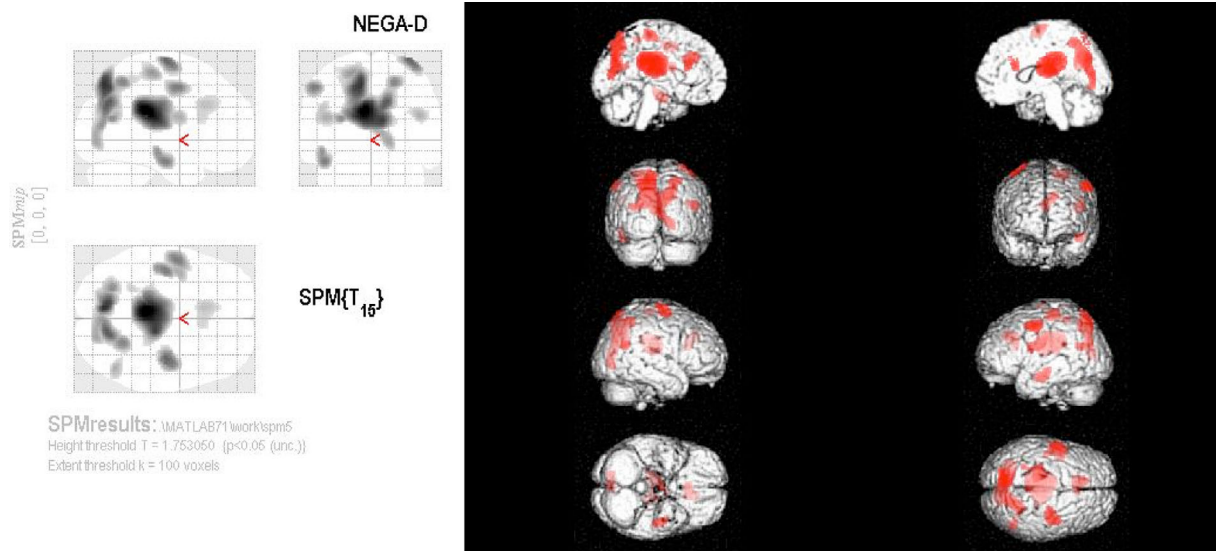 NEGA-D
SPMmip
[0, 0, 0]
<
<
<
SPM{T15}
SPMresults: .\MATLAB71\work\spm5
Height threshold T = 1.753050 {p<0.05 (unc.)}
Extent threshold k = 100 voxels